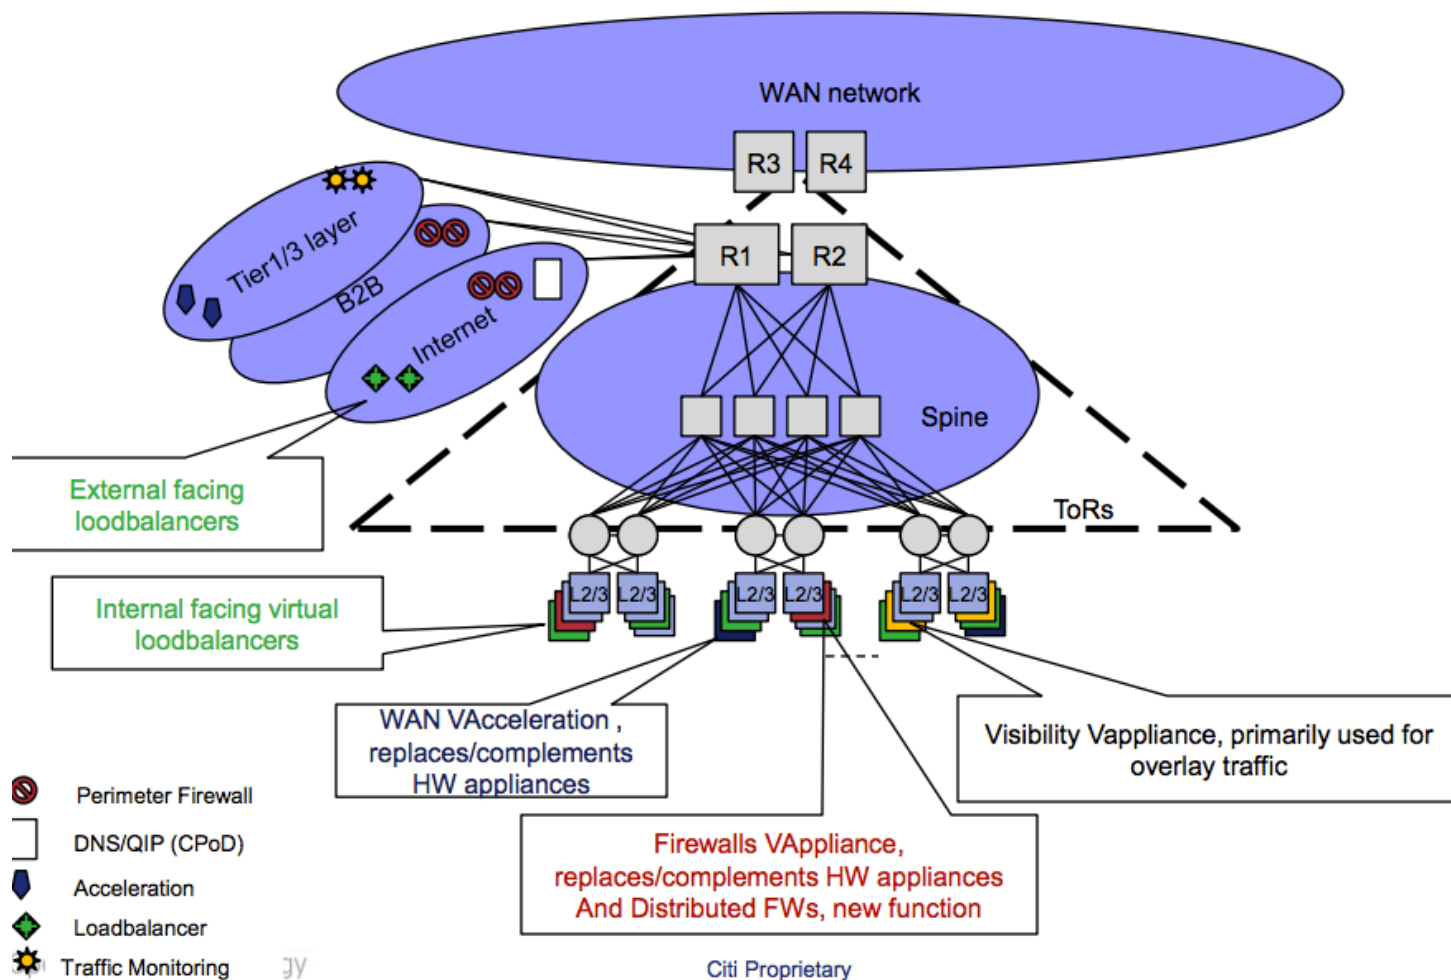 WAN network
R3
R4
Tier1/3 layer
B2B
Internet
R1
R2
Spine
ToRs
External facing
loodbalancers
Internal facing virtual
loodbalancers
L2/3
L2/3
L2/3
L2/3
L2/3
L2/3
WAN VAcceleration ,
replaces/complements
HW appliances
Visibility Vappliance, primarily used for
overlay traffic
Firewalls VAppliance,
replaces/complements HW appliances
And Distributed FWs, new function
Perimeter Firewall
DNS/QIP (CPoD)
Acceleration
Loadbalancer
Traffic Monitoring
gy
Citi Proprietary